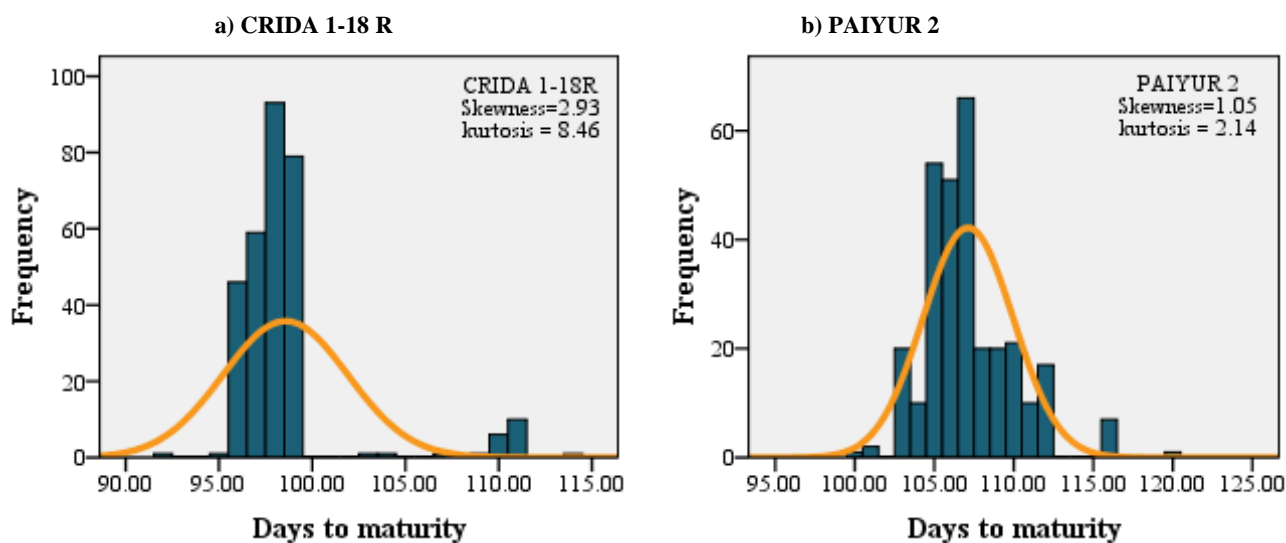 a) CRIDA 1-18 R
CRIDA 1-18R
Skewness=2.93
kurtosis = 8.46
Frequency
100
80
60
40
20
0
90.00 95.00 100.00 105.00 110.00 115.00
Days to maturity
b) PAIYUR 2
PAIYUR 2
Skewness=1.05
kurtosis = 2.14
Frequency
60
40
20
0
95.00 100.00 105.00 110.00 115.00 120.00 125.00
Days to maturity